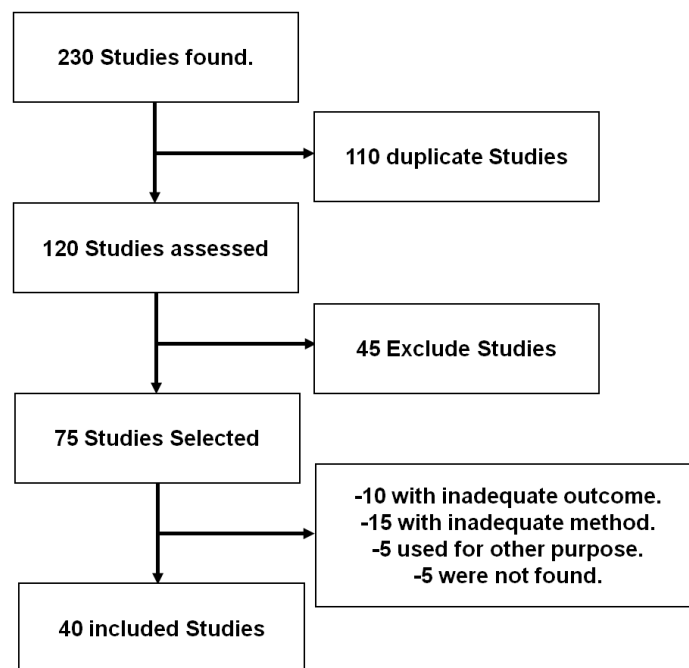 230 Studies found.
110 duplicate Studies
120 Studies assessed
45 Exclude Studies
75 Studies Selected
-10 with inadequate outcome.
-15 with inadequate method.
-5 used for other purpose.
-5 were not found.
40 included Studies